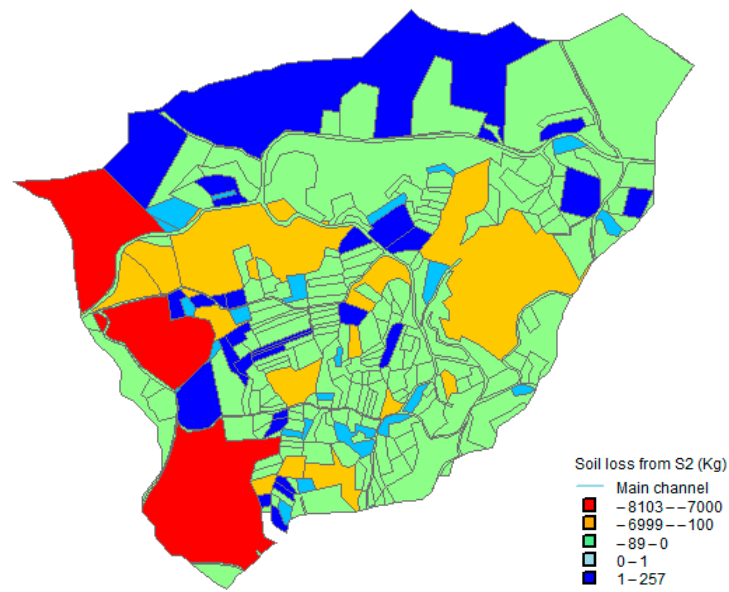 Soil loss from S2 (Kg)
Main channel
–8103––7000
–6999––100
–89–0
0–1
1–257